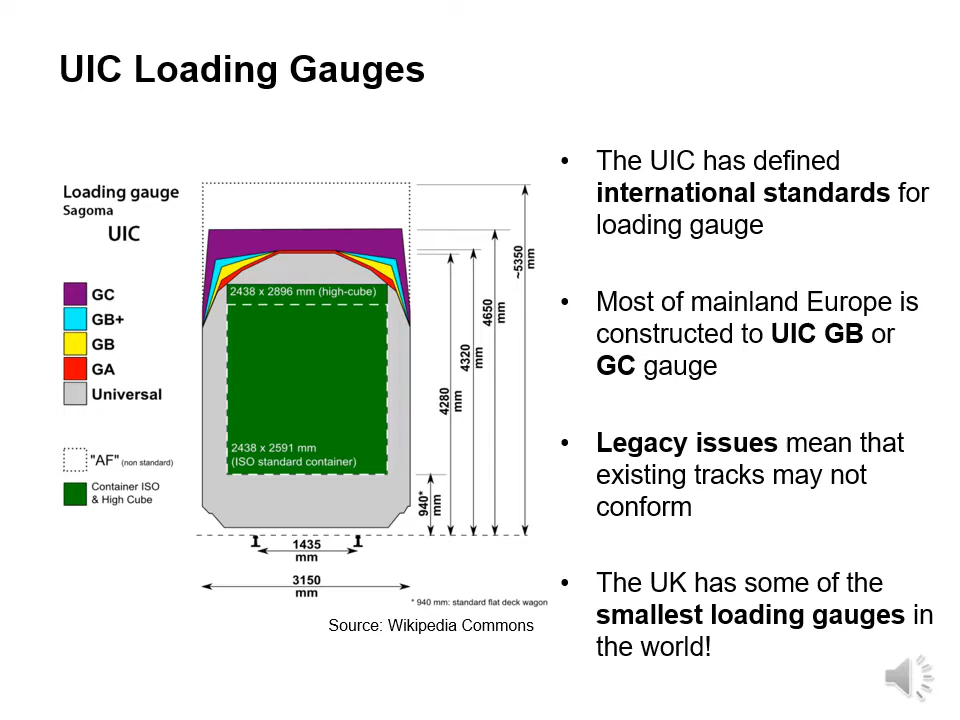 UIC Loading Gauges
Loading gauge
Sagoma
UIC
GC
GB+
GB
GA
Universal
"AF" (non standard)
Container ISO
& High Cube
2438 x 2896 mm (high-cube)
2438 x 2591 mm
(ISO standard container)
940*
mm
4280
mm
4320
mm
4650
mm
~5350
mm
1435
mm
3150
mm
* 940 mm: standard flat deck wagon
Source: Wikipedia Commons
• The UIC has defined
international standards for
loading gauge
• Most of mainland Europe is
constructed to UIC GB or
GC gauge
• Legacy issues mean that
existing tracks may not
conform
• The UK has some of the
smallest loading gauges in
the world!